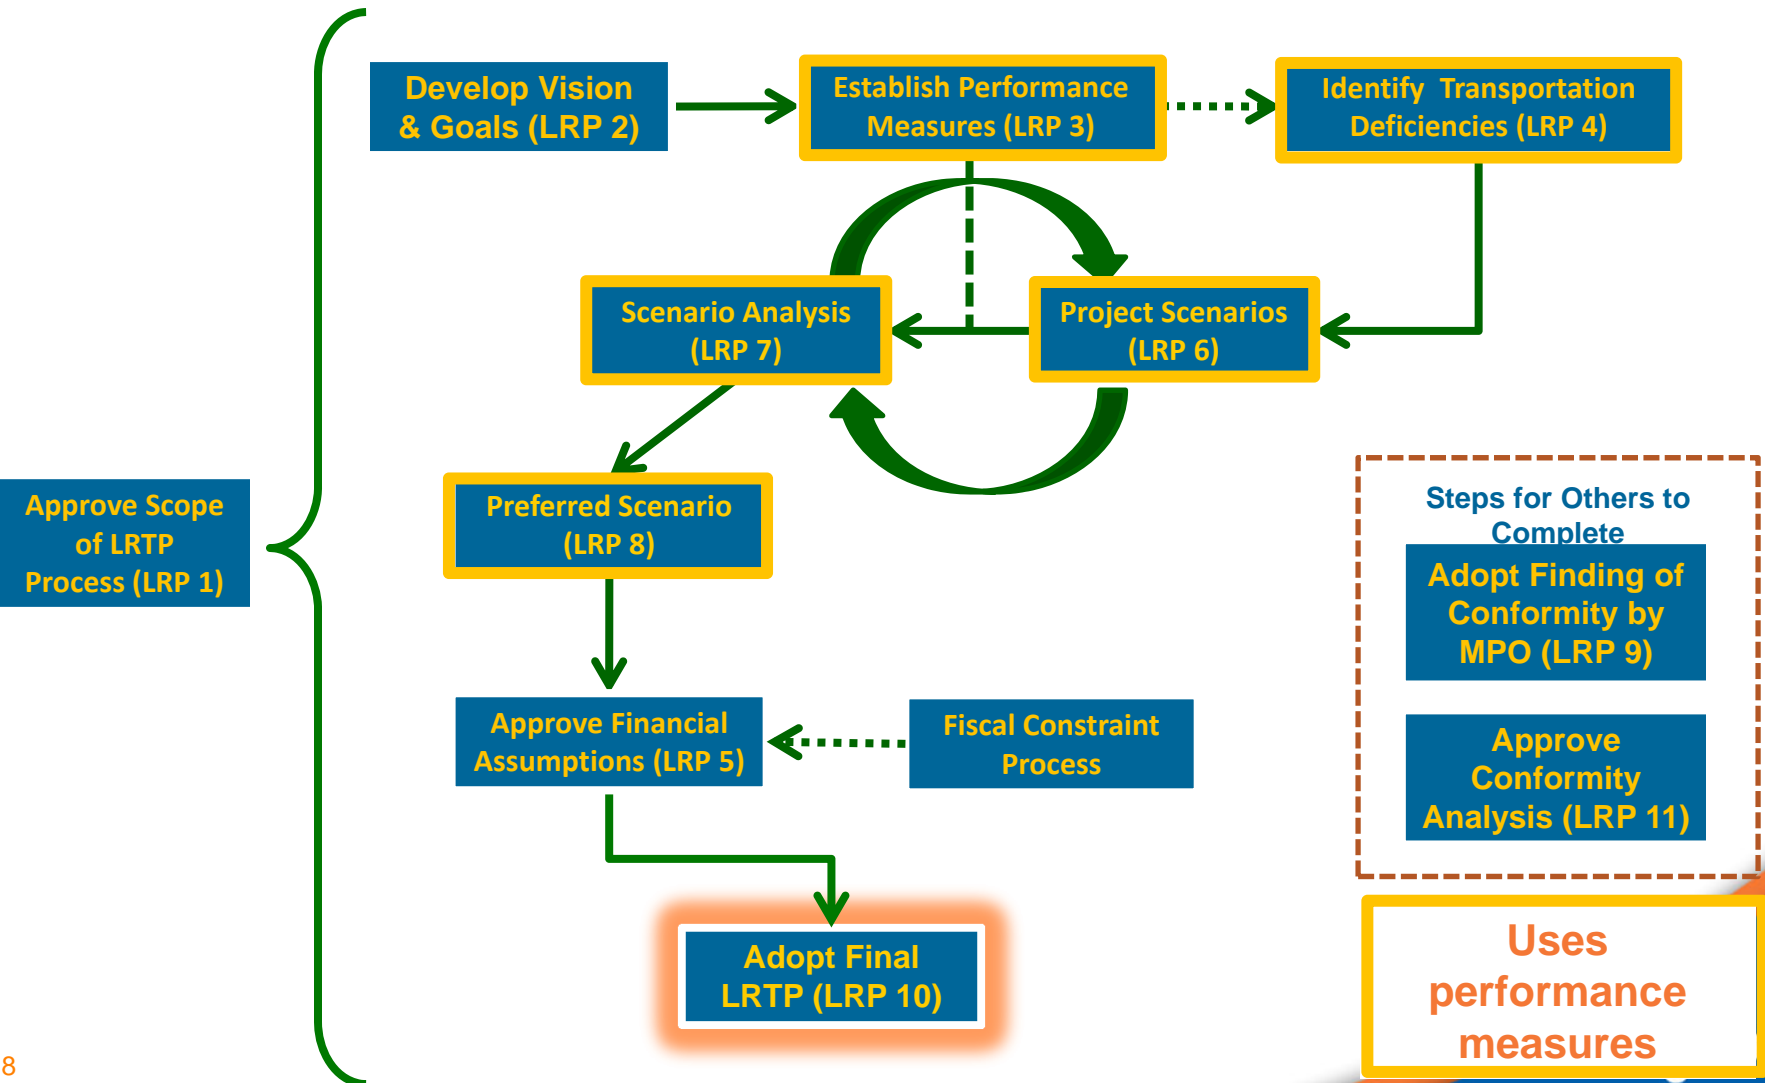 Develop Vision
& Goals (LRP 2)
Establish Performance
Measures (LRP 3)
Identify Transportation
Deficiencies (LRP 4)
Scenario Analysis
(LRP 7)
Project Scenarios
(LRP 6)
Approve Scope
of LRTP
Process (LRP 1)
Preferred Scenario
(LRP 8)
Steps for Others to
Complete
Adopt Finding of
Conformity by
MPO (LRP 9)
Approve Financial
Assumptions (LRP 5)
Fiscal Constraint
Process
Approve
Conformity
Analysis (LRP 11)
Adopt Final
LRTP (LRP 10)
Uses
performance
measures
8